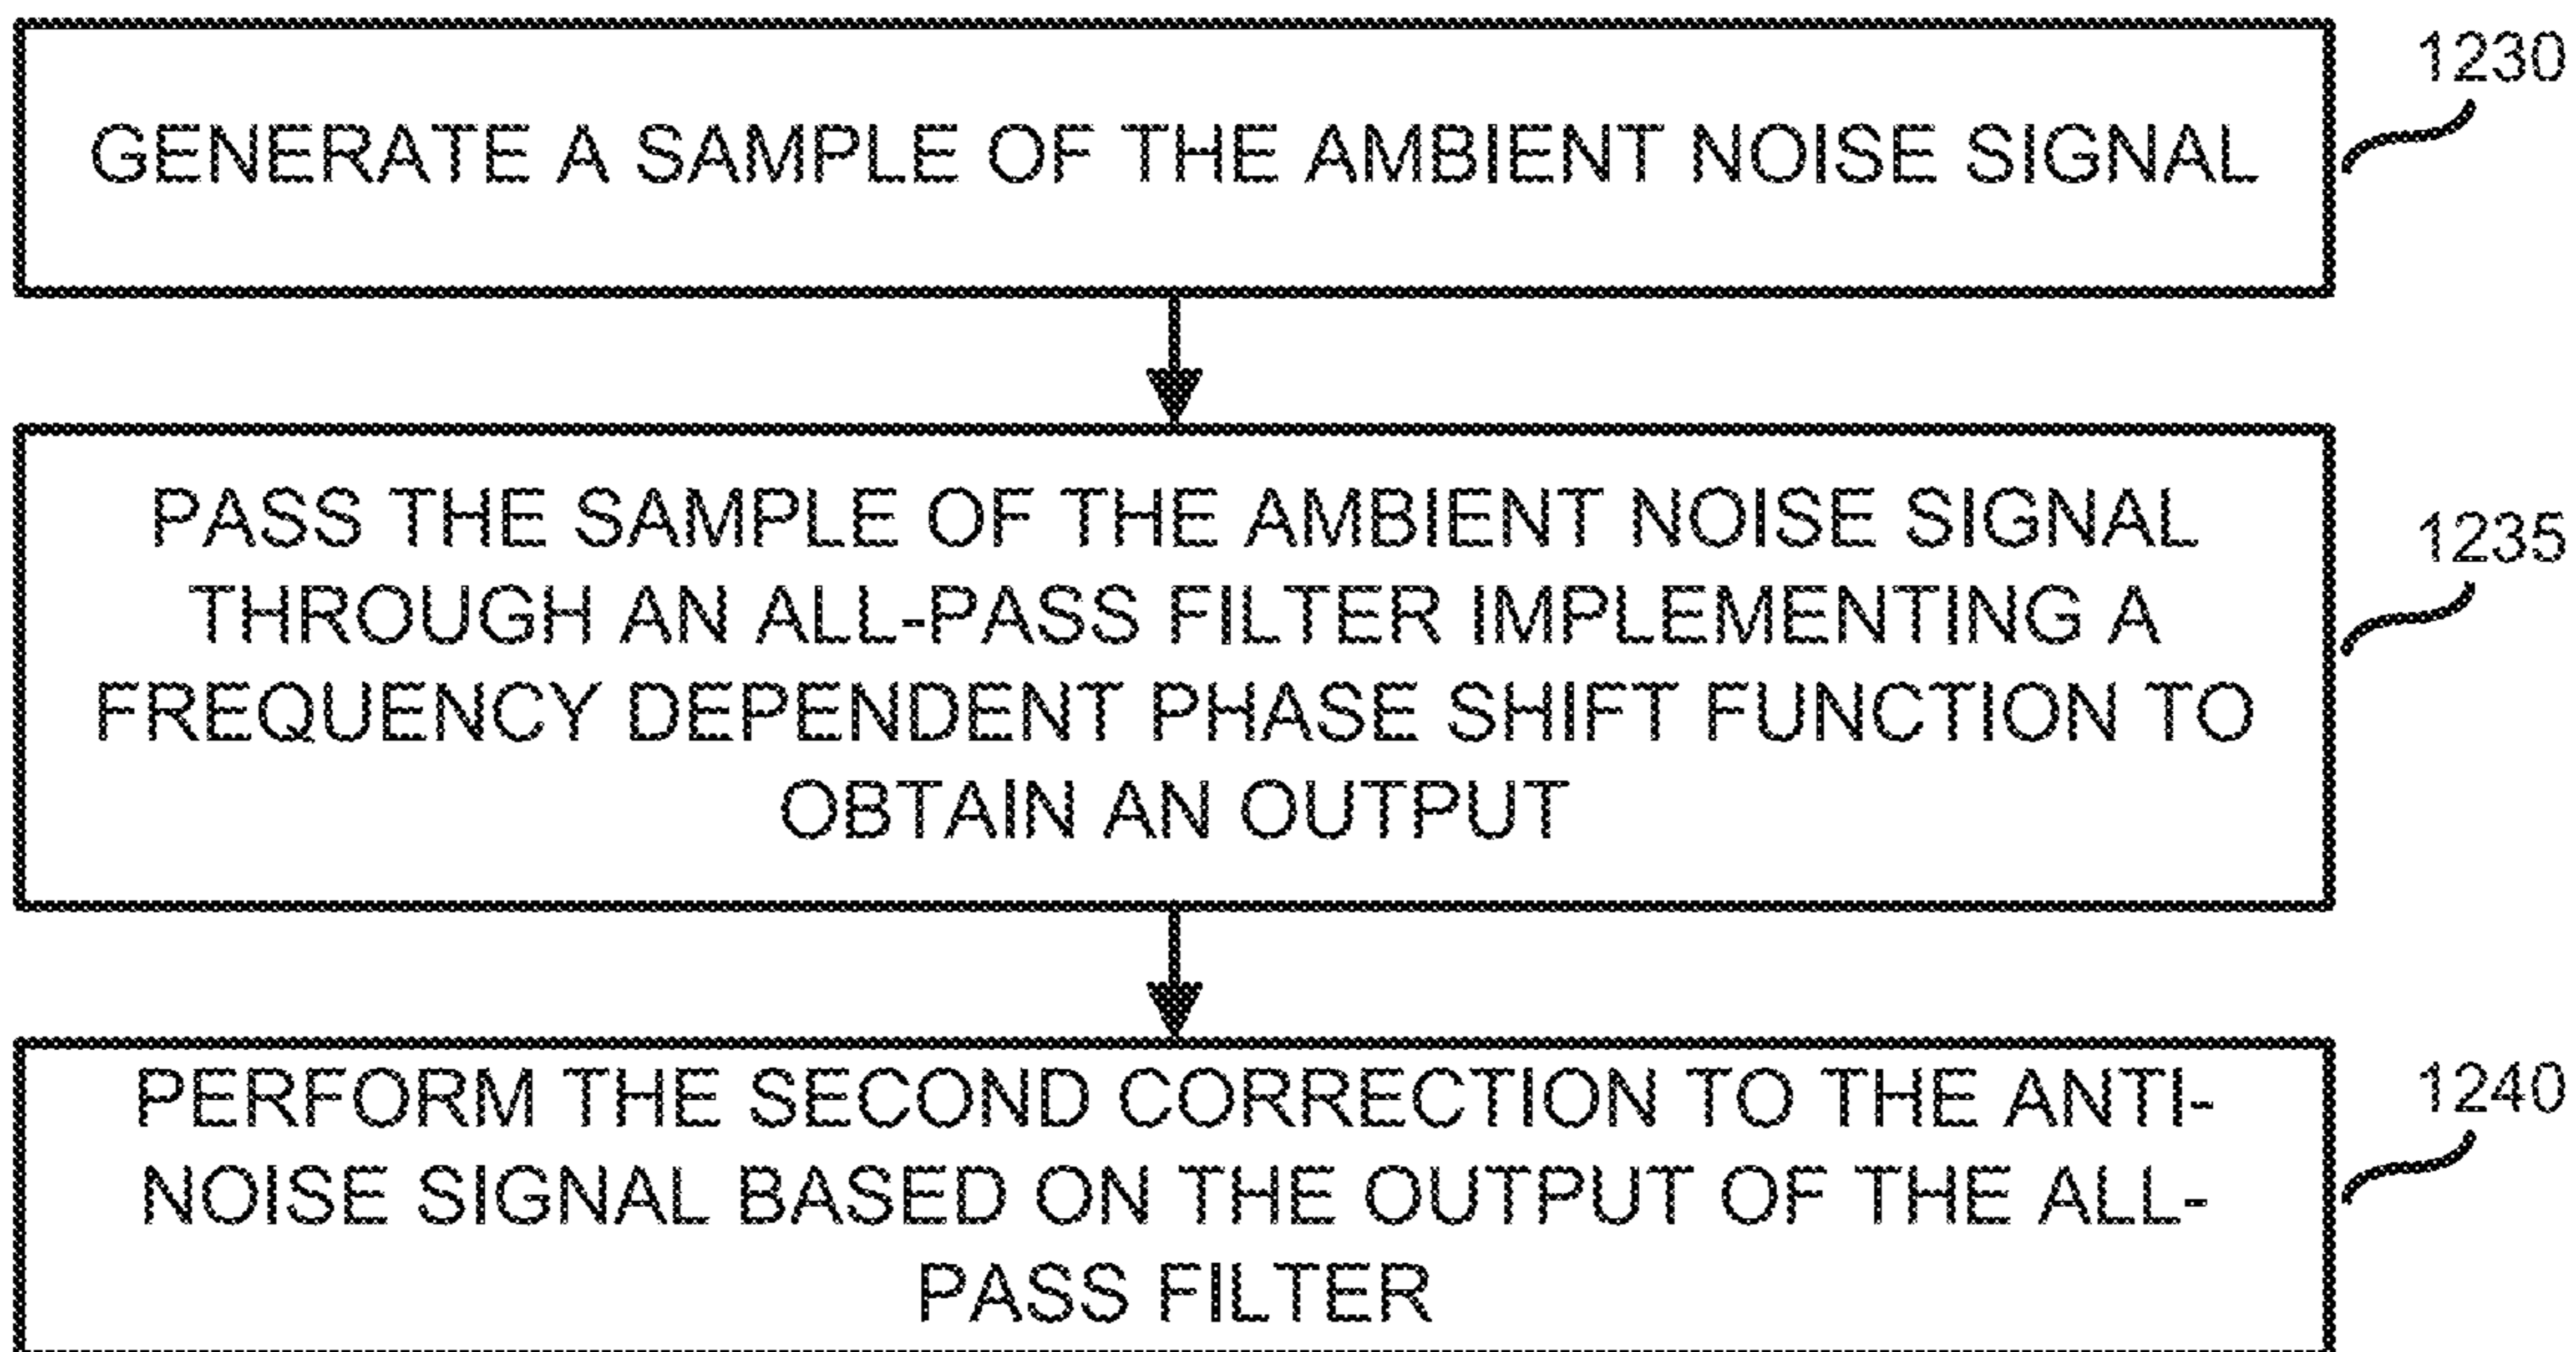 1230
GENERATE A SAMPLE OF THE AMBIENT NOISE SIGNAL
PASS THE SAMPLE OF THE AMBIENT NOISE SIGNAL
1235
THROUGH AN ALL-PASS FILTER IMPLEMENTING A
FREQUENCY DEPENDENT PHASE SHIFT FUNCTION TO
OBTAIN AN OUTPUT
PERFORM THE SECOND CORRECTION TO THE ANTI-
1240
NOISE SIGNAL BASED ON THE OUTPUT OF THE ALL-
PASS FILTER